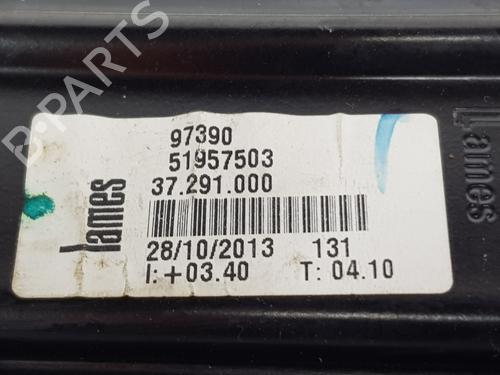 97390
51957503
37.291.000
lames
28/10/2013 131
I: +03.40 T: 04.10
lames
B-PARTS